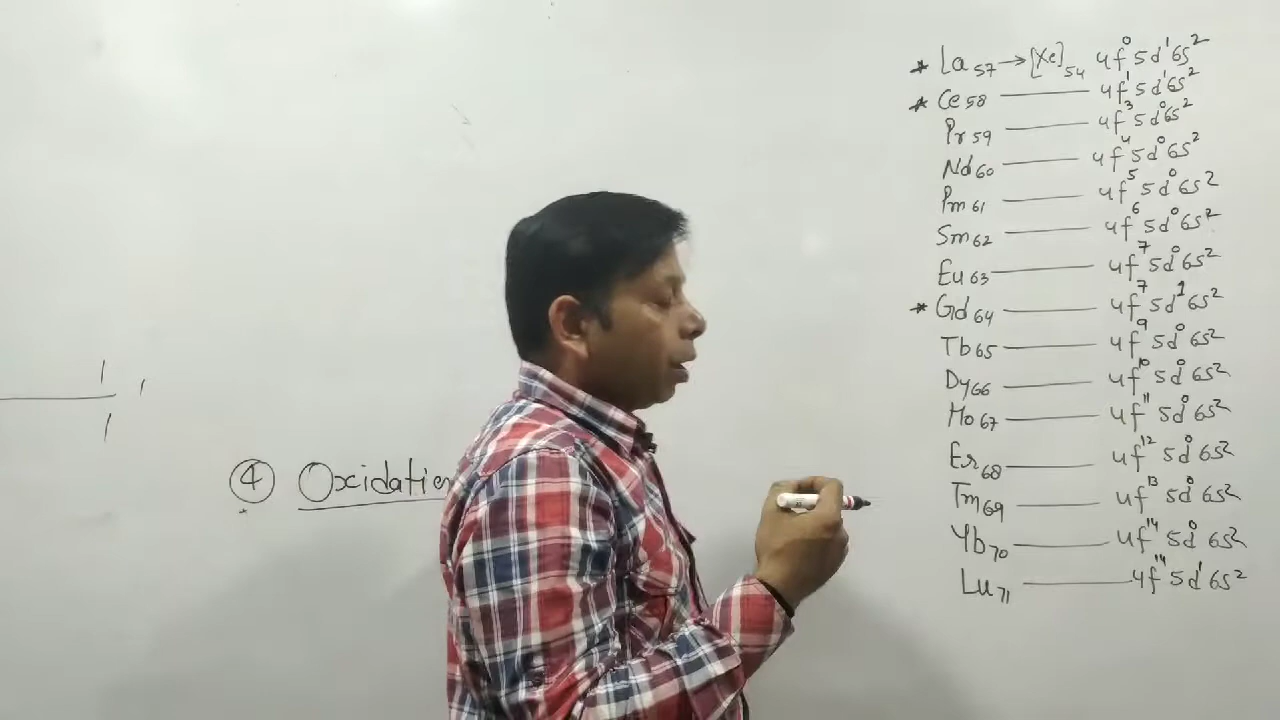 * La₅₇ → [Xe]₅₄ 4f⁰ 5d¹ 6s²
* Ce₅₈ — 4f¹ 5d¹ 6s²
Pr₅₉ — 4f³ 5d⁰ 6s²
Nd₆₀ — 4f⁴ 5d⁰ 6s²
Pm₆₁ — 4f⁵ 5d⁰ 6s²
Sm₆₂ — 4f⁶ 5d⁰ 6s²
Eu₆₃ — 4f⁷ 5d⁰ 6s²
* Gd₆₄ — 4f⁷ 5d¹ 6s²
Tb₆₅ — 4f⁹ 5d⁰ 6s²
Dy₆₆ — 4f¹⁰ 5d⁰ 6s²
Ho₆₇ — 4f¹¹ 5d⁰ 6s²
Er₆₈ — 4f¹² 5d⁰ 6s²
Tm₆₉ — 4f¹³ 5d⁰ 6s²
Yb₇₀ — 4f¹⁴ 5d⁰ 6s²
Lu₇₁ — 4f¹⁴ 5d¹ 6s²
④ Oxidation